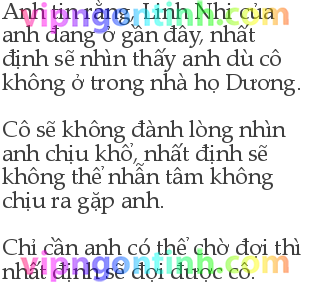 Anh tin rằng, Linh Nhi của
anh đang ở gần đây, nhất
định sẽ nhìn thấy anh dù cô
không ở trong nhà họ Dương.
Cô sẽ không đành lòng nhìn
anh chịu khổ, nhất định sẽ
không thể nhẫn tâm không
chịu ra gặp anh.
Chỉ cần anh có thể chờ đợi thì
nhất định sẽ đợi được cô.
vipngontinh.com
vipngontinh.com
vipngontinh.com